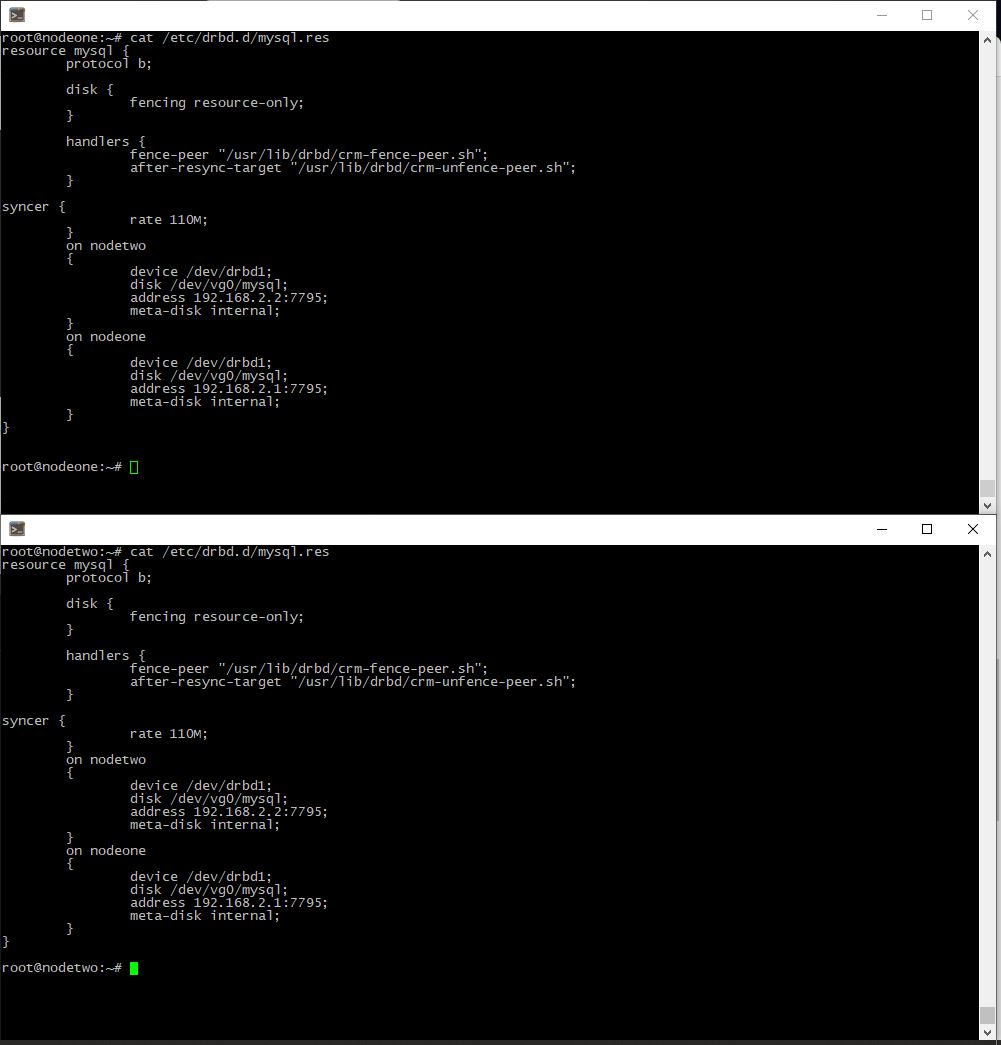 root@nodeone:~# cat /etc/drbd.d/mysql.res
resource mysql {
        protocol b;

        disk {
                fencing resource-only;
        }

        handlers {
                fence-peer "/usr/lib/drbd/crm-fence-peer.sh";
                after-resync-target "/usr/lib/drbd/crm-unfence-peer.sh";
        }

syncer {
                rate 110M;
        }
        on nodetwo
        {
                device /dev/drbd1;
                disk /dev/vg0/mysql;
                address 192.168.2.2:7795;
                meta-disk internal;
        }
        on nodeone
        {
                device /dev/drbd1;
                disk /dev/vg0/mysql;
                address 192.168.2.1:7795;
                meta-disk internal;
        }
}

root@nodeone:~#
root@nodetwo:~# cat /etc/drbd.d/mysql.res
resource mysql {
        protocol b;

        disk {
                fencing resource-only;
        }

        handlers {
                fence-peer "/usr/lib/drbd/crm-fence-peer.sh";
                after-resync-target "/usr/lib/drbd/crm-unfence-peer.sh";
        }

syncer {
                rate 110M;
        }
        on nodetwo
        {
                device /dev/drbd1;
                disk /dev/vg0/mysql;
                address 192.168.2.2:7795;
                meta-disk internal;
        }
        on nodeone
        {
                device /dev/drbd1;
                disk /dev/vg0/mysql;
                address 192.168.2.1:7795;
                meta-disk internal;
        }
}

root@nodetwo:~#